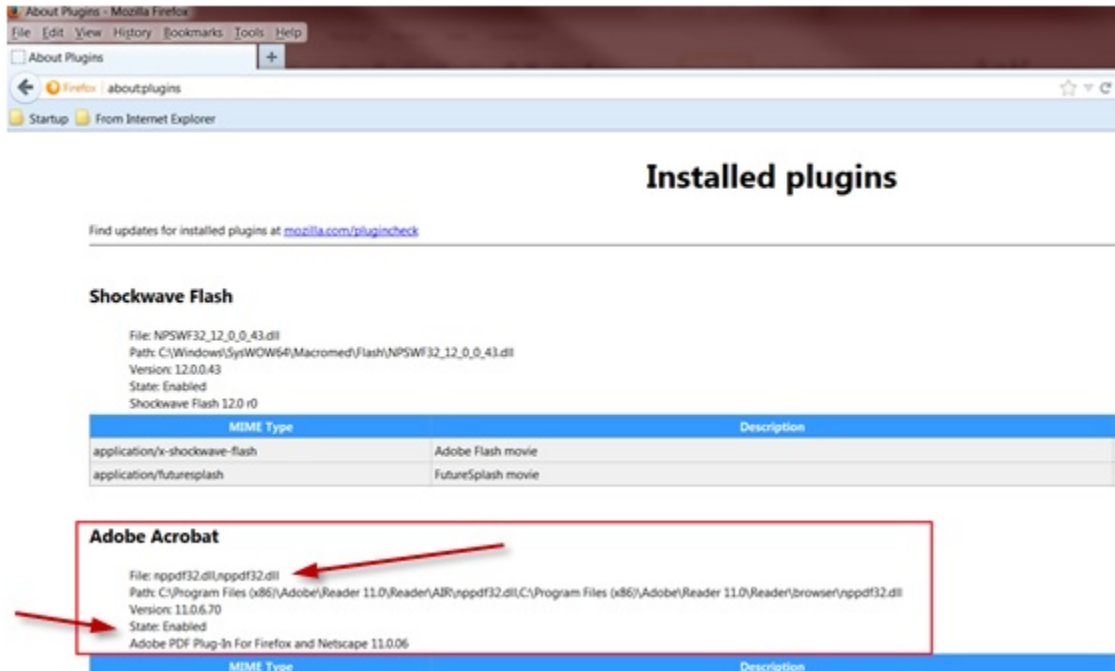 About Plugins - Mozilla Firefox
File Edit View History Bookmarks Tools Help
About Plugins +
Firefox about:plugins
Startup From Internet Explorer
Installed plugins
Find updates for installed plugins at mozilla.com/plugincheck
Shockwave Flash
File: NPSWF32_12_0_0_43.dll
Path: C:\Windows\SysWOW64\Macromed\Flash\NPSWF32_12_0_0_43.dll
Version: 12.0.0.43
State: Enabled
Shockwave Flash 12.0 r0
MIME Type Description
application/x-shockwave-flash Adobe Flash movie
application/futuresplash FutureSplash movie
Adobe Acrobat
File: nppdf32.dll,nppdf32.dll
Path: C:\Program Files (x86)\Adobe\Reader 11.0\Reader\AIR\nppdf32.dll,C:\Program Files (x86)\Adobe\Reader 11.0\Reader\browser\nppdf32.dll
Version: 11.0.6.70
State: Enabled
Adobe PDF Plug-In For Firefox and Netscape 11.0.06
MIME Type Description